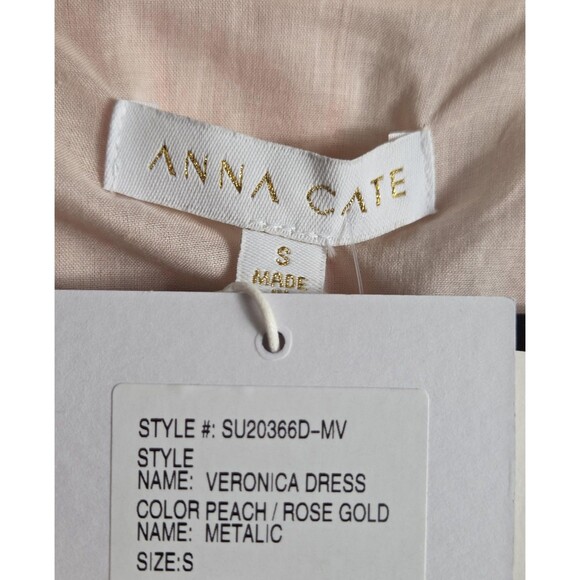 ANNA CATE
S
MADE
STYLE #: SU20366D-MV
STYLE
NAME: VERONICA DRESS
COLOR PEACH / ROSE GOLD
NAME: METALIC
SIZE:S